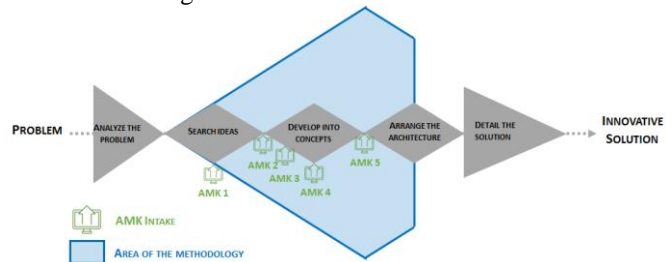 PROBLEM
ANALYZE THE
PROBLEM
SEARCH IDEAS
DEVELOP INTO
CONCEPTS
ARRANGE THE
ARCHITECTURE
DETAIL THE
SOLUTION
INNOVATIVE
SOLUTION
AMK 1
AMK 2
AMK 3
AMK 4
AMK 5
AMK INTAKE
AREA OF THE METHODOLOGY